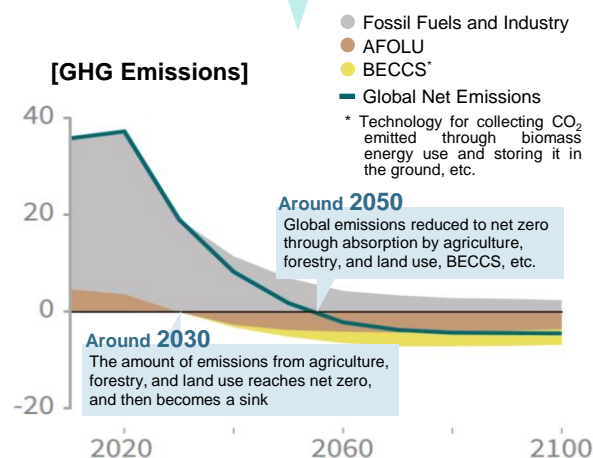 Fossil Fuels and Industry
AFOLU
BECCS*
Global Net Emissions
* Technology for collecting CO2
emitted through biomass
energy use and storing it in
the ground, etc.
[GHG Emissions]
40
20
0
-20
Around 2050
Global emissions reduced to net zero
through absorption by agriculture,
forestry, and land use, BECCS, etc.
Around 2030
The amount of emissions from agriculture,
forestry, and land use reaches net zero,
and then becomes a sink
2020
2060
2100